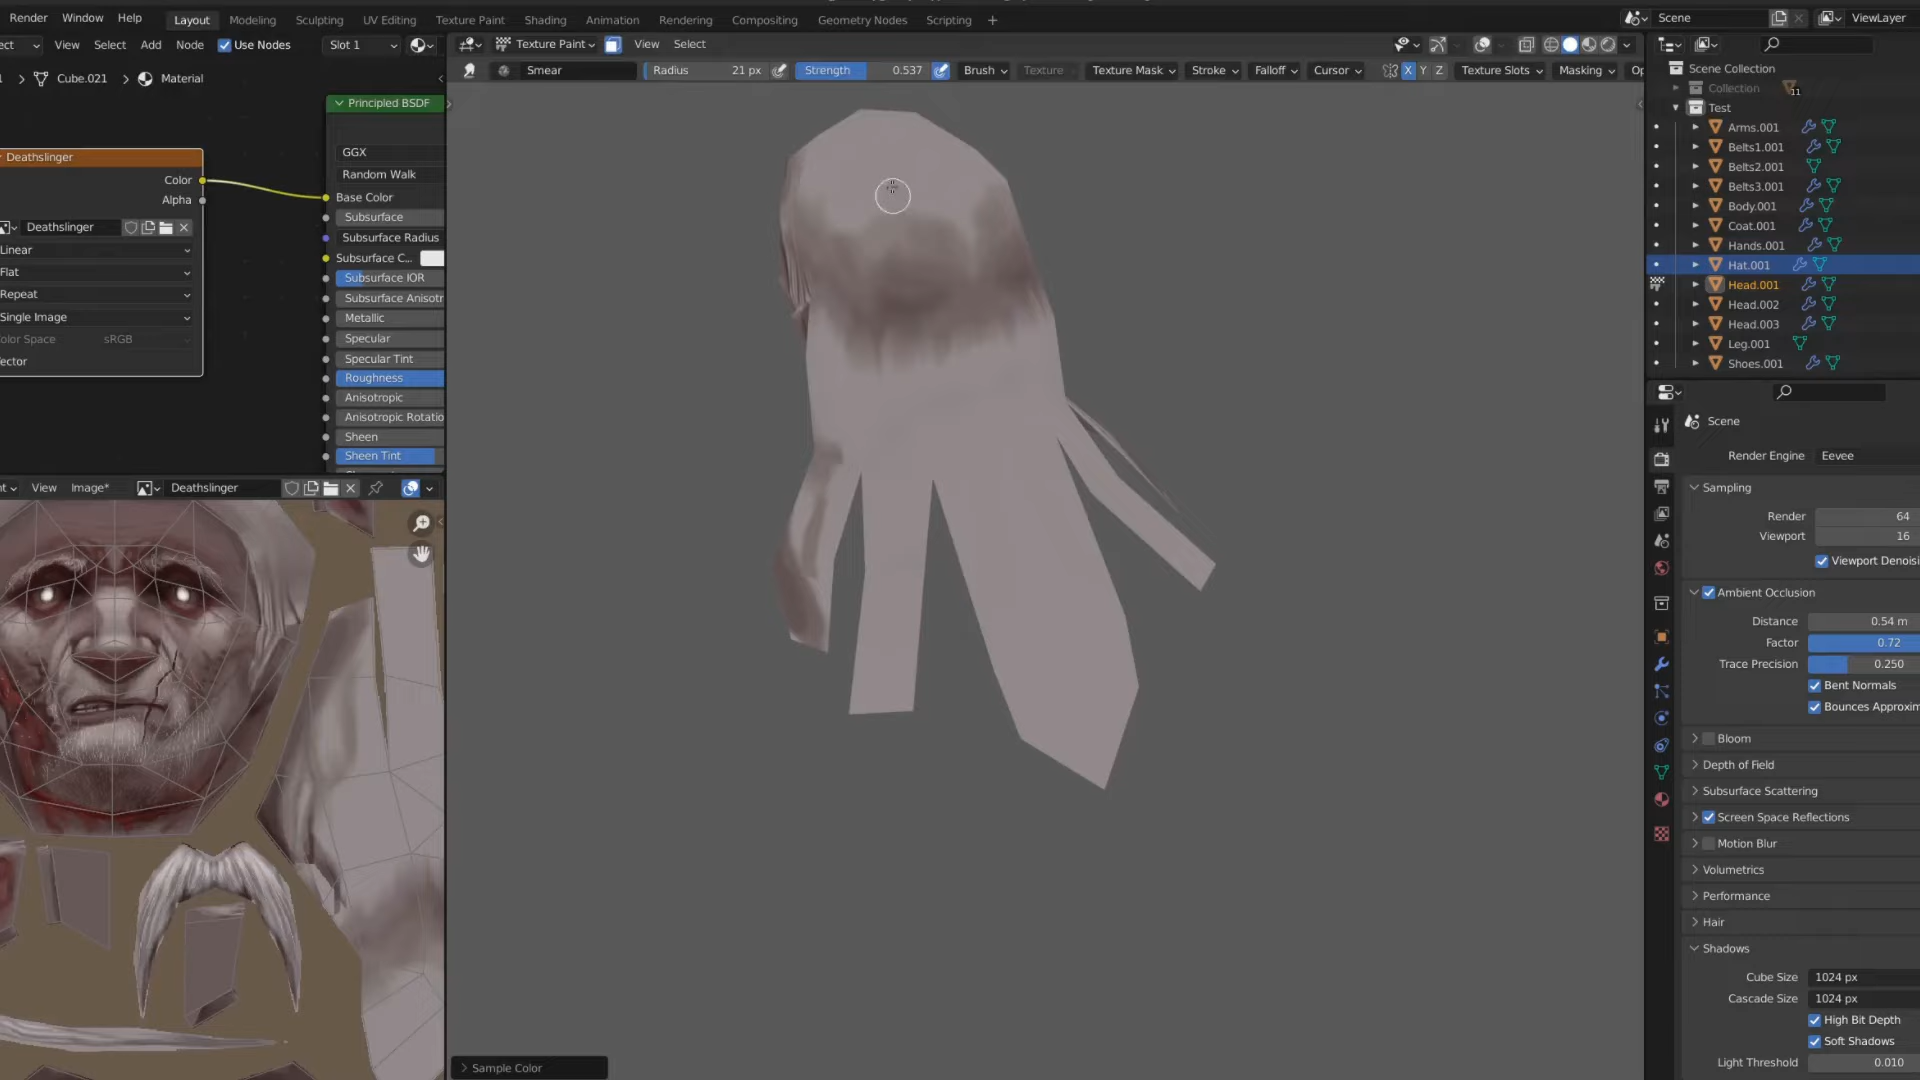 Render Window Help Layout Modeling Sculpting UV Editing Texture Paint Shading Animation Rendering Compositing Geometry Nodes Scripting + Scene ViewLayer
ect View Select Add Node Use Nodes Slot 1 Texture Paint View Select
Smear Radius 21 px Strength 0.537 Brush Texture Texture Mask Stroke Falloff Cursor X Y Z Texture Slots Masking Op
Cube.021 Material
Deathslinger
Color
Alpha
Deathslinger
Linear
Flat
Repeat
Single Image
olor Space sRGB
ector
Principled BSDF
GGX
Random Walk
Base Color
Subsurface
Subsurface Radius
Subsurface C...
Subsurface IOR
Subsurface Anisotr
Metallic
Specular
Specular Tint
Roughness
Anisotropic
Anisotropic Rotatio
Sheen
Sheen Tint
nt View Image* Deathslinger
Sample Color
Scene Collection
Collection 11
Test
Arms.001
Belts1.001
Belts2.001
Belts3.001
Body.001
Coat.001
Hands.001
Hat.001
Head.001
Head.002
Head.003
Leg.001
Shoes.001
Scene
Render Engine Eevee
Sampling
Render 64
Viewport 16
Viewport Denoisi
Ambient Occlusion
Distance 0.54 m
Factor 0.72
Trace Precision 0.250
Bent Normals
Bounces Approxim
Bloom
Depth of Field
Subsurface Scattering
Screen Space Reflections
Motion Blur
Volumetrics
Performance
Hair
Shadows
Cube Size 1024 px
Cascade Size 1024 px
High Bit Depth
Soft Shadows
Light Threshold 0.010